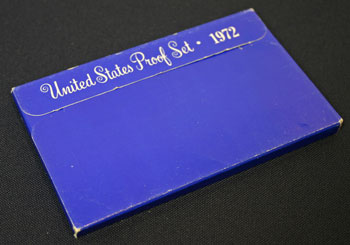 United States Proof Set • 1972